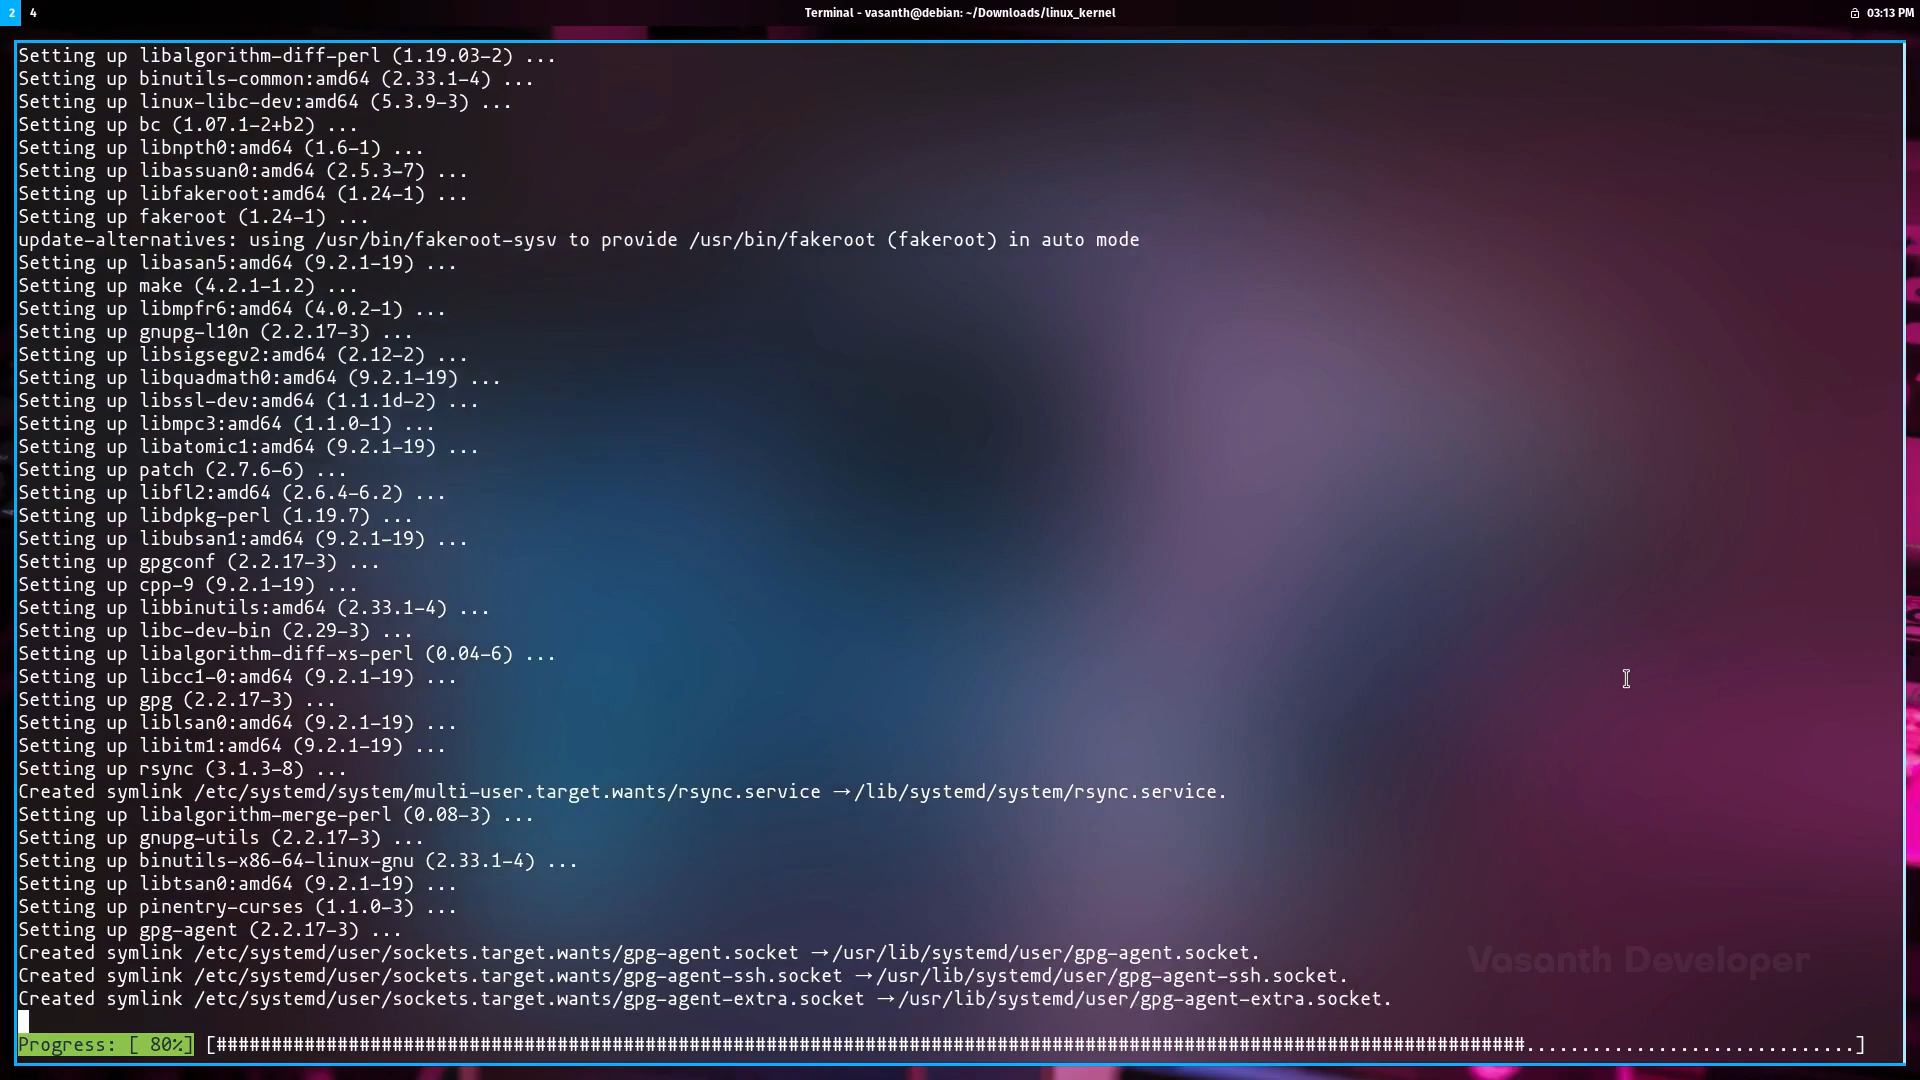 2 4 Terminal - vasanth@debian: ~/Downloads/linux_kernel 03:13 PM
Setting up libalgorithm-diff-perl (1.19.03-2) ...
Setting up binutils-common:amd64 (2.33.1-4) ...
Setting up linux-libc-dev:amd64 (5.3.9-3) ...
Setting up bc (1.07.1-2+b2) ...
Setting up libnpth0:amd64 (1.6-1) ...
Setting up libassuan0:amd64 (2.5.3-7) ...
Setting up libfakeroot:amd64 (1.24-1) ...
Setting up fakeroot (1.24-1) ...
update-alternatives: using /usr/bin/fakeroot-sysv to provide /usr/bin/fakeroot (fakeroot) in auto mode
Setting up libasan5:amd64 (9.2.1-19) ...
Setting up make (4.2.1-1.2) ...
Setting up libmpfr6:amd64 (4.0.2-1) ...
Setting up gnupg-l10n (2.2.17-3) ...
Setting up libsigsegv2:amd64 (2.12-2) ...
Setting up libquadmath0:amd64 (9.2.1-19) ...
Setting up libssl-dev:amd64 (1.1.1d-2) ...
Setting up libmpc3:amd64 (1.1.0-1) ...
Setting up libatomic1:amd64 (9.2.1-19) ...
Setting up patch (2.7.6-6) ...
Setting up libfl2:amd64 (2.6.4-6.2) ...
Setting up libdpkg-perl (1.19.7) ...
Setting up libubsan1:amd64 (9.2.1-19) ...
Setting up gpgconf (2.2.17-3) ...
Setting up cpp-9 (9.2.1-19) ...
Setting up libbinutils:amd64 (2.33.1-4) ...
Setting up libc-dev-bin (2.29-3) ...
Setting up libalgorithm-diff-xs-perl (0.04-6) ...
Setting up libcc1-0:amd64 (9.2.1-19) ...
Setting up gpg (2.2.17-3) ...
Setting up liblsan0:amd64 (9.2.1-19) ...
Setting up libitm1:amd64 (9.2.1-19) ...
Setting up rsync (3.1.3-8) ...
Created symlink /etc/systemd/system/multi-user.target.wants/rsync.service → /lib/systemd/system/rsync.service.
Setting up libalgorithm-merge-perl (0.08-3) ...
Setting up gnupg-utils (2.2.17-3) ...
Setting up binutils-x86-64-linux-gnu (2.33.1-4) ...
Setting up libtsan0:amd64 (9.2.1-19) ...
Setting up pinentry-curses (1.1.0-3) ...
Setting up gpg-agent (2.2.17-3) ...
Created symlink /etc/systemd/user/sockets.target.wants/gpg-agent.socket → /usr/lib/systemd/user/gpg-agent.socket.
Created symlink /etc/systemd/user/sockets.target.wants/gpg-agent-ssh.socket → /usr/lib/systemd/user/gpg-agent-ssh.socket.
Created symlink /etc/systemd/user/sockets.target.wants/gpg-agent-extra.socket → /usr/lib/systemd/user/gpg-agent-extra.socket.
Vasanth Developer
Progress: [ 80%] [#######################################################################################################################..............................]